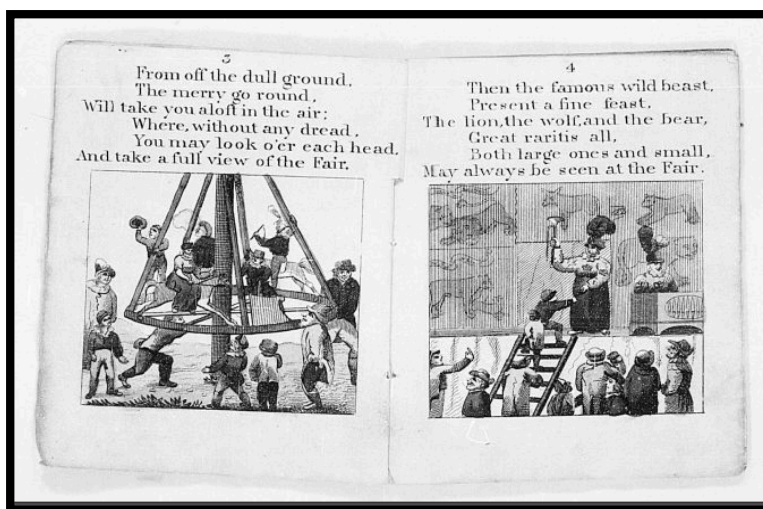 3
From off the dull ground,
The merry go round,
Will take you aloft in the air;
Where, without any dread,
You may look o'er each head,
And take a full view of the Fair.
4
Then the famous wild beast,
Present a fine feast,
The lion, the wolf, and the bear,
Great raritis all,
Both large ones and small,
May always be seen at the Fair.